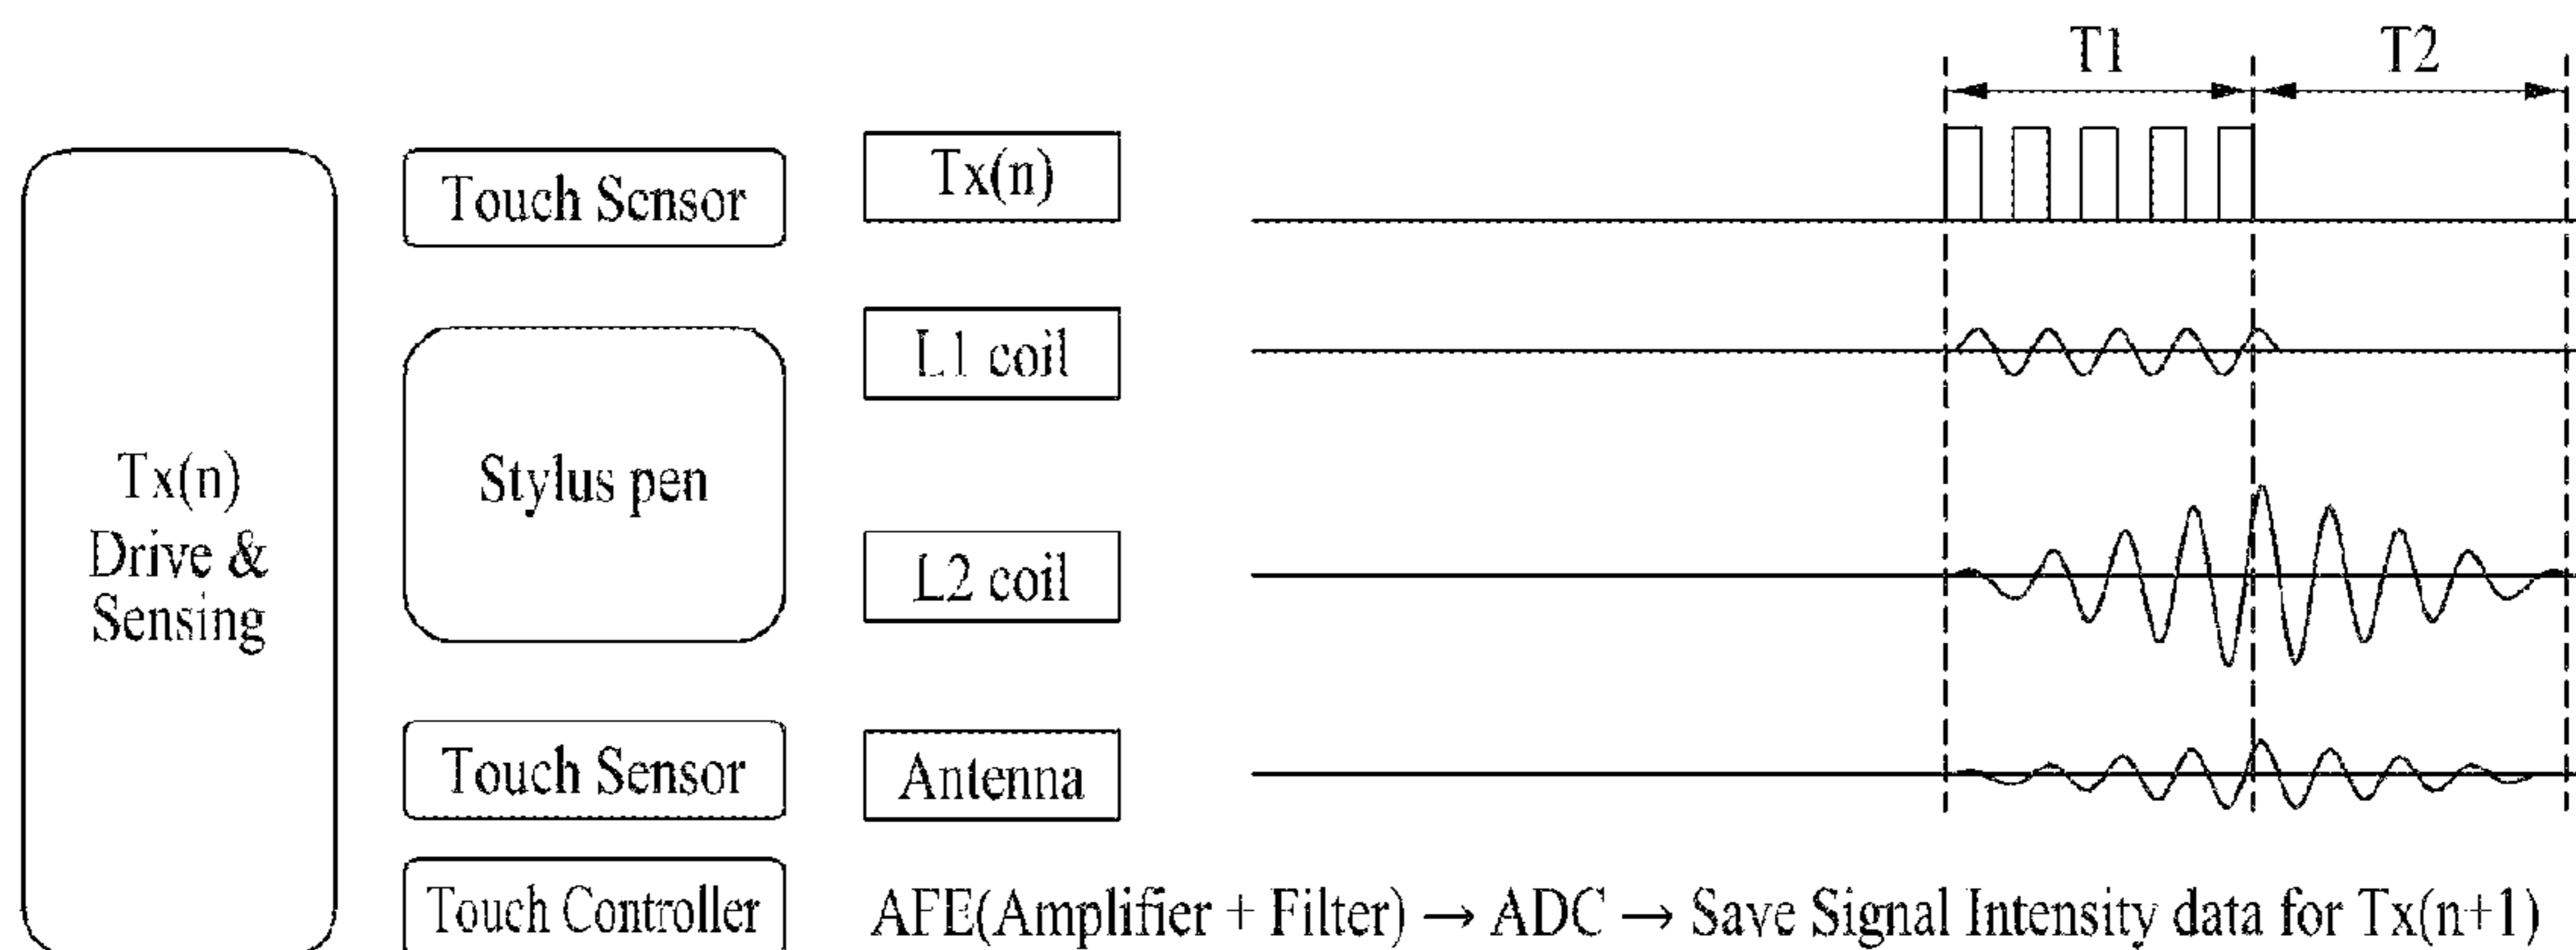 T1
T2
Tx(n)
Drive &
Sensing
Touch Sensor
Tx(n)
Stylus pen
L1 coil
L2 coil
Touch Sensor
Antenna
Touch Controller
AFE(Amplifier + Filter) → ADC → Save Signal Intensity data for Tx(n+1)